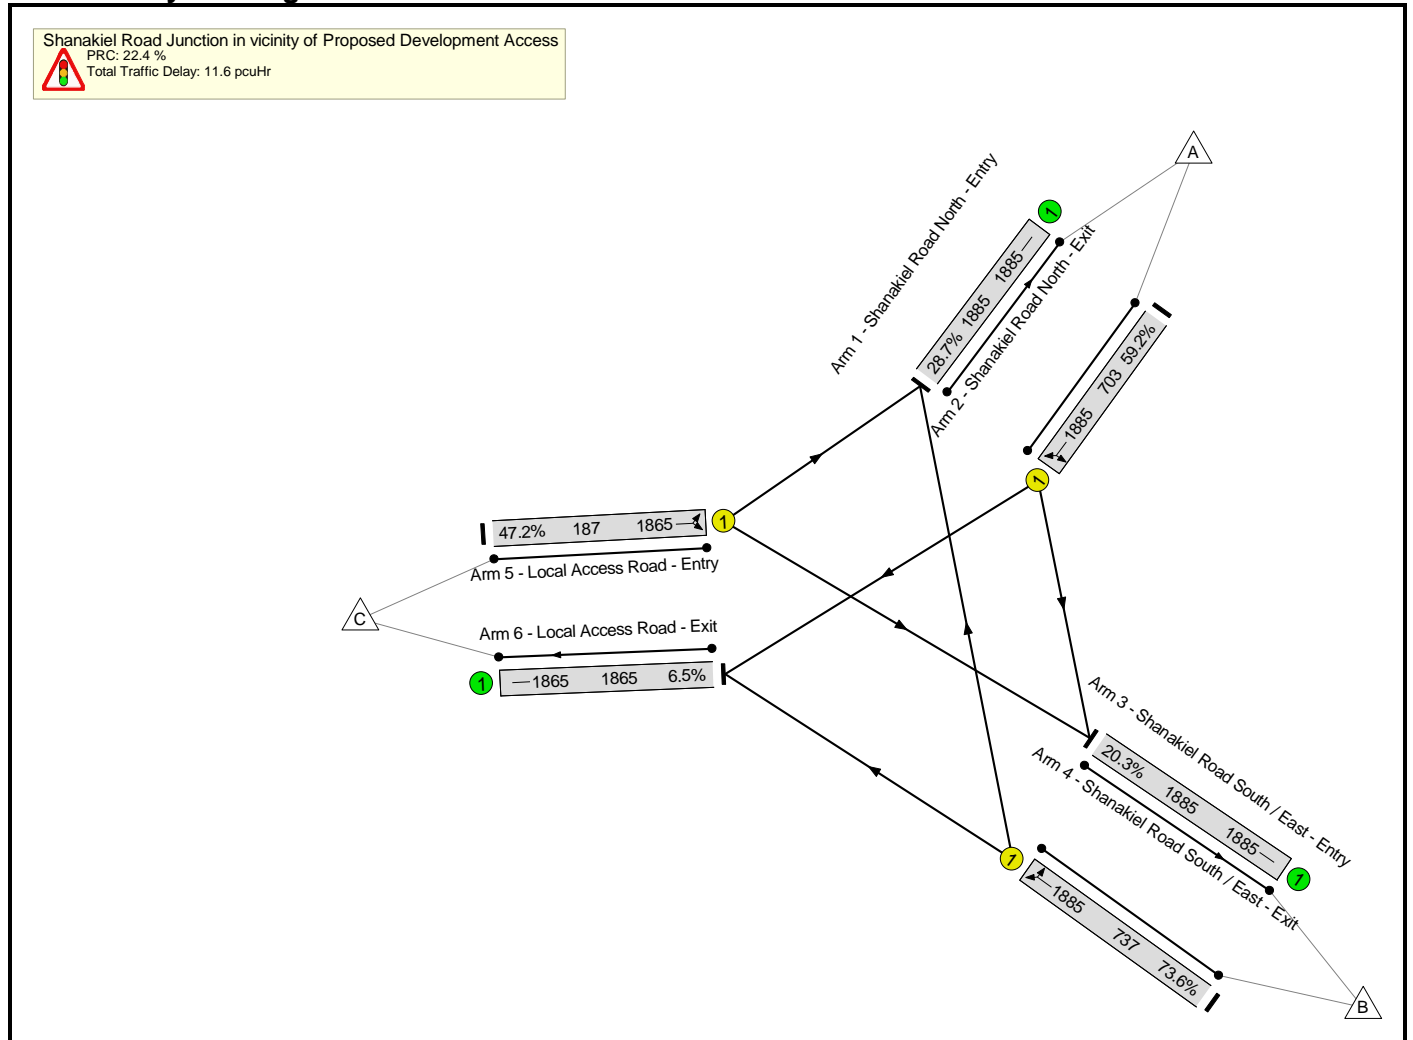 Shanakiel Road Junction in vicinity of Proposed Development Access
PRC: 22.4 %
Total Traffic Delay: 11.6 pcuHr
A
Arm 1 - Shanakiel Road North - Entry
1
28.7% 1885 1885
Arm 2 - Shanakiel Road North - Exit
1885 703 59.2%
1
47.2% 187 1865
1
Arm 5 - Local Access Road - Entry
C
Arm 6 - Local Access Road - Exit
1
1865 1865 6.5%
Arm 3 - Shanakiel Road South / East - Entry
20.3% 1885 1885
1
Arm 4 - Shanakiel Road South / East - Exit
1
1885 737 73.6%
B